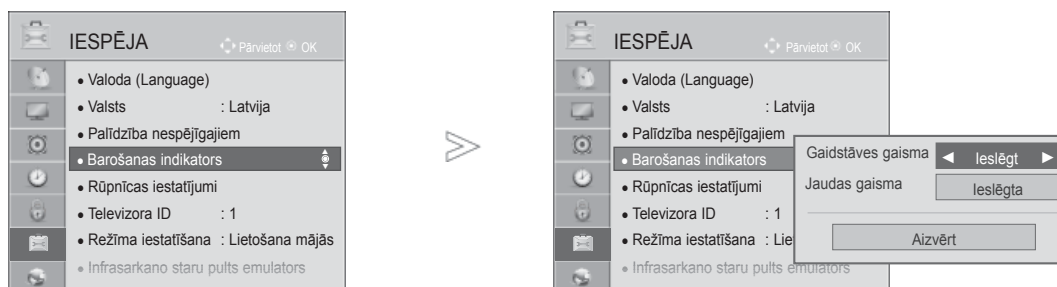 IESPĒJA
Pārvietot OK
• Valoda (Language)
• Valsts : Latvija
• Palīdzība nespējīgajiem
• Barošanas indikators
• Rūpnīcas iestatījumi
• Televizora ID : 1
• Režīma iestatīšana : Lietošana mājās
• Infrasarkano staru pults emulators
IESPĒJA
Pārvietot OK
• Valoda (Language)
• Valsts : Latvija
• Palīdzība nespējīgajiem
• Barošanas indikators
• Rūpnīcas iestatījumi
• Televizora ID : 1
• Režīma iestatīšana : Lie
• Infrasarkano staru pults emulators
Gaidstāves gaisma ◄ Ieslēgt ►
Jaudas gaisma Ieslēgta
Aizvērt